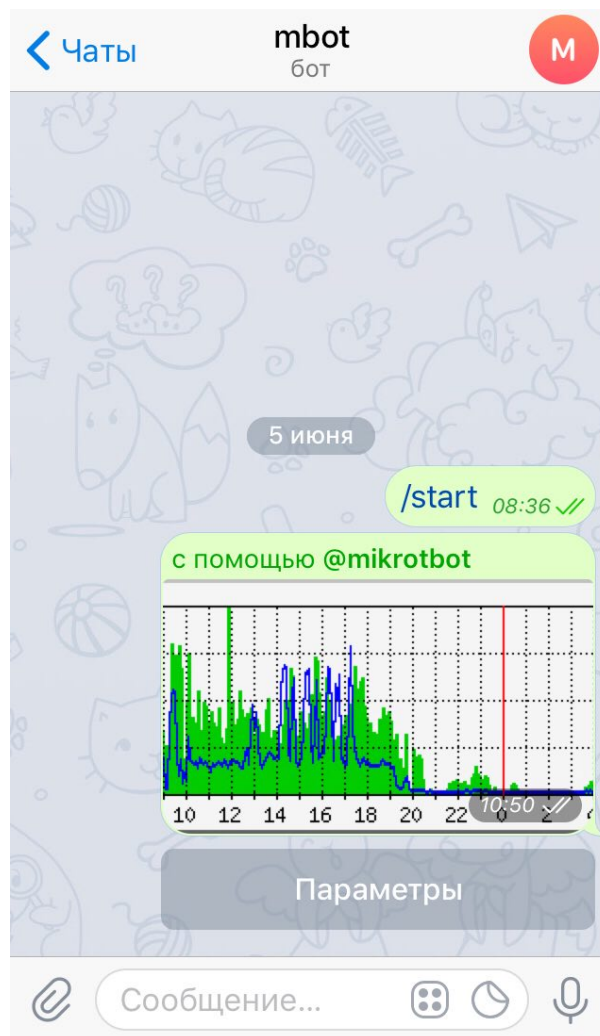 Чаты
mbot
бот
M
5 июня
/start 08:36
с помощью @mikrotbot
10 12 14 16 18 20 22 0 2
10:50
Параметры
Сообщение...